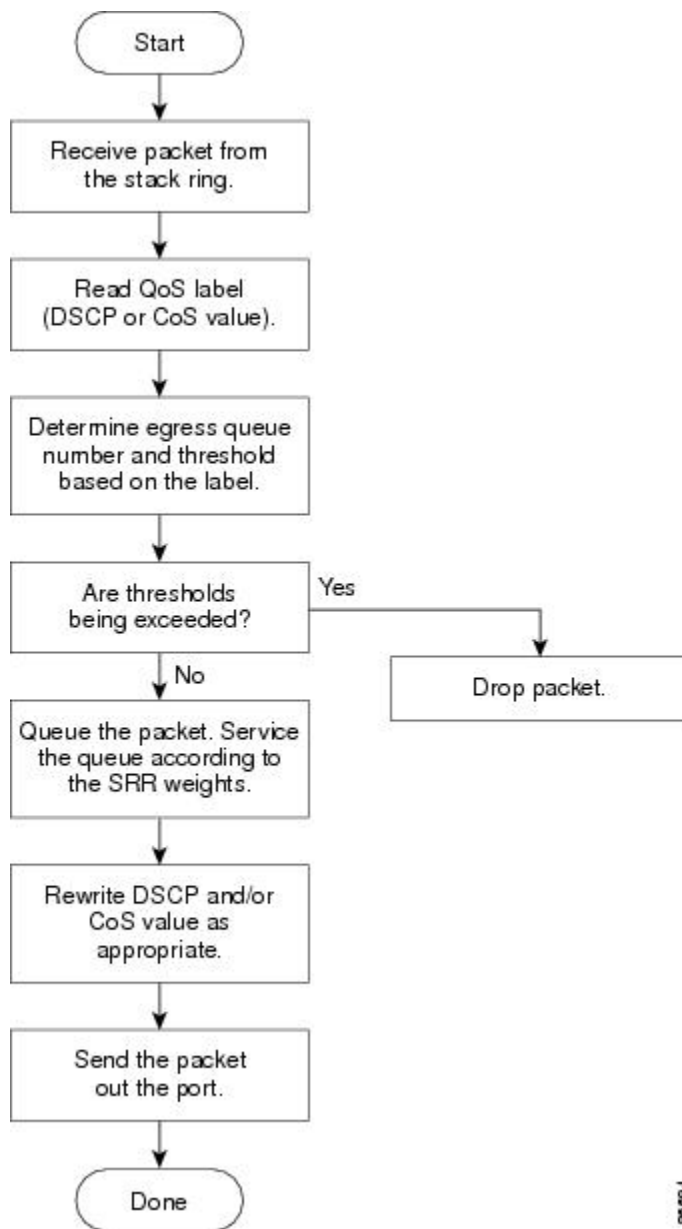 Start
Receive packet from
the stack ring.
Read QoS label
(DSCP or CoS value).
Determine egress queue
number and threshold
based on the label.
Are thresholds
being exceeded?
Yes
No
Drop packet.
Queue the packet. Service
the queue according to
the SRR weights.
Rewrite DSCP and/or
CoS value as
appropriate.
Send the packet
out the port.
Done